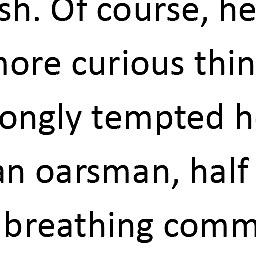 sh. Of course, he
more curious thin
ongly tempted h
an oarsman, half
breathing comm